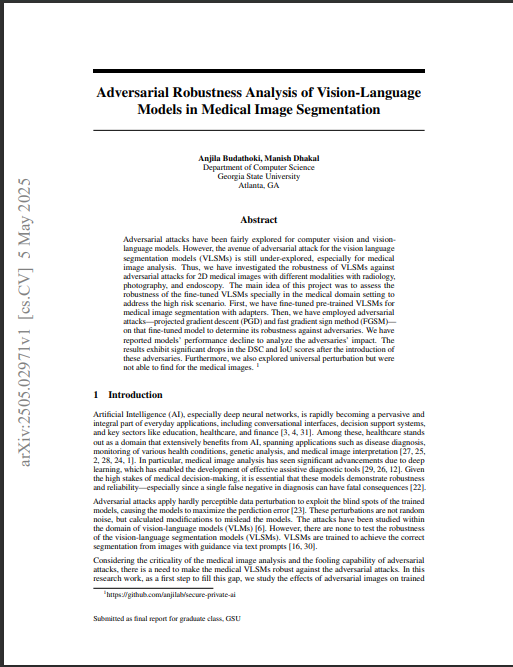 Adversarial Robustness Analysis of Vision-Language
Models in Medical Image Segmentation
Anjila Budathoki, Manish Dhakal
Department of Computer Science
Georgia State University
Atlanta, GA
Abstract
Adversarial attacks have been fairly explored for computer vision and vision-
language models. However, the avenue of adversarial attack for the vision language
segmentation models (VLSMs) is still under-explored, especially for medical
image analysis. Thus, we have investigated the robustness of VLSMs against
adversarial attacks for 2D medical images with different modalities with radiology,
photography, and endoscopy. The main idea of this project was to assess the
robustness of the fine-tuned VLSMs specially in the medical domain setting to
address the high risk scenario. First, we have fine-tuned pre-trained VLSMs for
medical image segmentation with adapters. Then, we have employed adversarial
attacks—projected gradient descent (PGD) and fast gradient sign method (FGSM)—
on that fine-tuned model to determine its robustness against adversaries. We have
reported models' performance decline to analyze the adversaries' impact. The
results exhibit significant drops in the DSC and IoU scores after the introduction of
these adversaries. Furthermore, we also explored universal perturbation but were
not able to find for the medical images. 1
1 Introduction
Artificial Intelligence (AI), especially deep neural networks, is rapidly becoming a pervasive and
integral part of everyday applications, including conversational interfaces, decision support systems,
and key sectors like education, healthcare, and finance [3, 4, 31]. Among these, healthcare stands
out as a domain that extensively benefits from AI, spanning applications such as disease diagnosis,
monitoring of various health conditions, genetic analysis, and medical image interpretation [27, 25,
2, 28, 24, 1]. In particular, medical image analysis has seen significant advancements due to deep
learning, which has enabled the development of effective assistive diagnostic tools [29, 26, 12]. Given
the high stakes of medical decision-making, it is essential that these models demonstrate robustness
and reliability—especially since a single false negative in diagnosis can have fatal consequences [22].
Adversarial attacks apply hardly perceptible data perturbation to exploit the blind spots of the trained
models, causing the models to maximize the perdiction error [23]. These perturbations are not random
noise, but calculated modifications to mislead the models. The attacks have been studied within
the domain of vision-language models (VLMs) [6]. However, there are none to test the robustness
of the vision-language segmentation models (VLSMs). VLSMs are trained to achieve the correct
segmentation from images with guidance via text prompts [16, 30].
Considering the criticality of the medical image analysis and the fooling capability of adversarial
attacks, there is a need to make the medical VLSMs robust against the adversarial attacks. In this
research work, as a first step to fill this gap, we study the effects of adversarial images on trained
1https://github.com/anjilab/secure-private-ai
Submitted as final report for graduate class, GSU
arXiv:2505.02971v1 [cs.CV] 5 May 2025